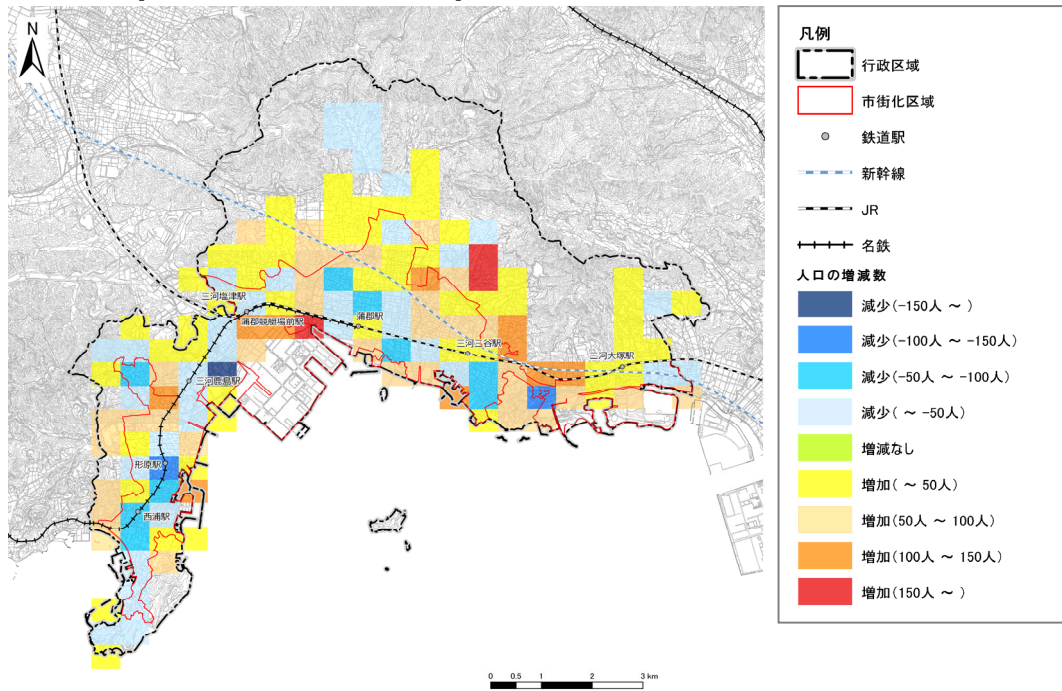 N
三河塩津駅
蒲郡競艇場前駅
蒲郡駅
三河三谷駅
三河大塚駅
三河鹿島駅
形原駅
西浦駅
0 0.5 1 2 3 km
凡例
行政区域
市街化区域
鉄道駅
新幹線
JR
名鉄
人口の増減数
減少(-150人 ~ )
減少(-100人 ~ -150人)
減少(-50人 ~ -100人)
減少( ~ -50人)
増減なし
増加( ~ 50人)
増加(50人 ~ 100人)
増加(100人 ~ 150人)
増加(150人 ~ )